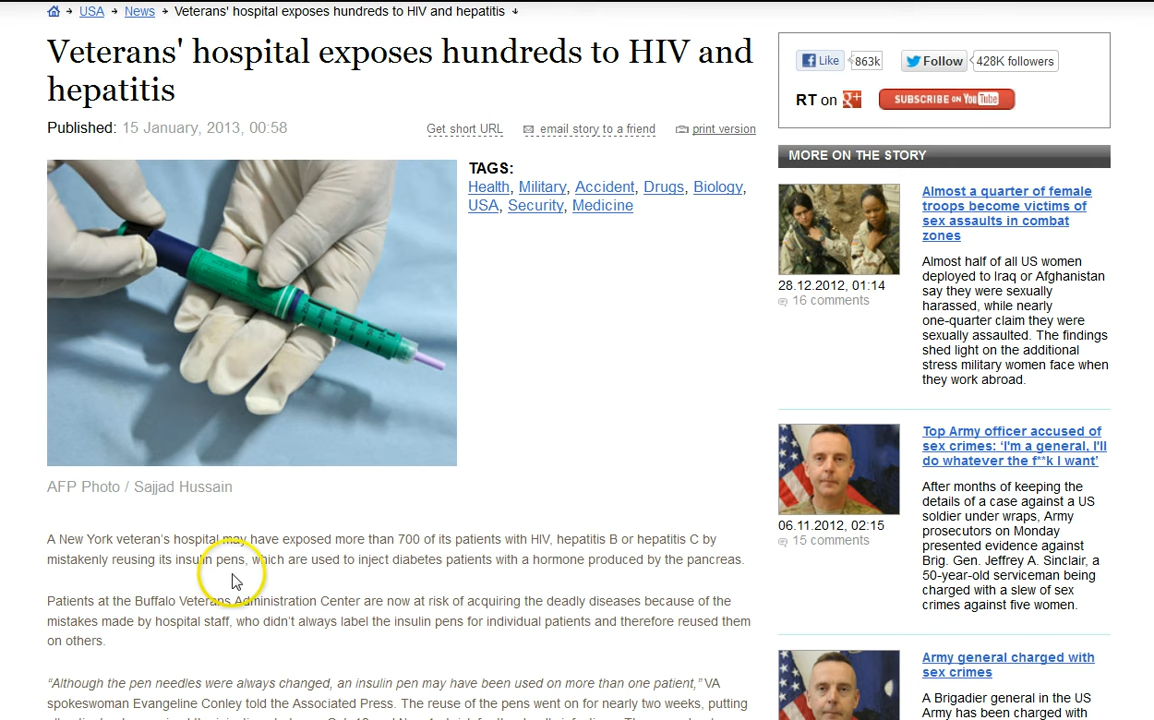 USA News Veterans' hospital exposes hundreds to HIV and hepatitis
Veterans' hospital exposes hundreds to HIV and
hepatitis
Published: 15 January, 2013, 00:58
Get short URL email story to a friend print version
TAGS:
Health, Military, Accident, Drugs, Biology,
USA, Security, Medicine
AFP Photo / Sajjad Hussain
A New York veteran's hospital may have exposed more than 700 of its patients with HIV, hepatitis B or hepatitis C by
mistakenly reusing its insulin pens, which are used to inject diabetes patients with a hormone produced by the pancreas.
Patients at the Buffalo Veterans Administration Center are now at risk of acquiring the deadly diseases because of the
mistakes made by hospital staff, who didn't always label the insulin pens for individual patients and therefore reused them
on others.
“Although the pen needles were always changed, an insulin pen may have been used on more than one patient,” VA
spokeswoman Evangeline Conley told the Associated Press. The reuse of the pens went on for nearly two weeks, putting
Like 863k Follow 428K followers
RT on g+ SUBSCRIBE ON YouTube
MORE ON THE STORY
Almost a quarter of female
troops become victims of
sex assaults in combat
zones
28.12.2012, 01:14
16 comments
Almost half of all US women
deployed to Iraq or Afghanistan
say they were sexually
harassed, while nearly
one-quarter claim they were
sexually assaulted. The findings
shed light on the additional
stress military women face when
they work abroad.
Top Army officer accused of
sex crimes: ‘I'm a general, I'll
do whatever the f**k I want’
06.11.2012, 02:15
15 comments
After months of keeping the
details of a case against a US
soldier under wraps, Army
prosecutors on Monday
presented evidence against
Brig. Gen. Jeffrey A. Sinclair, a
50-year-old serviceman being
charged with a slew of sex
crimes against five women.
Army general charged with
sex crimes
A Brigadier general in the US
Army has been charged with